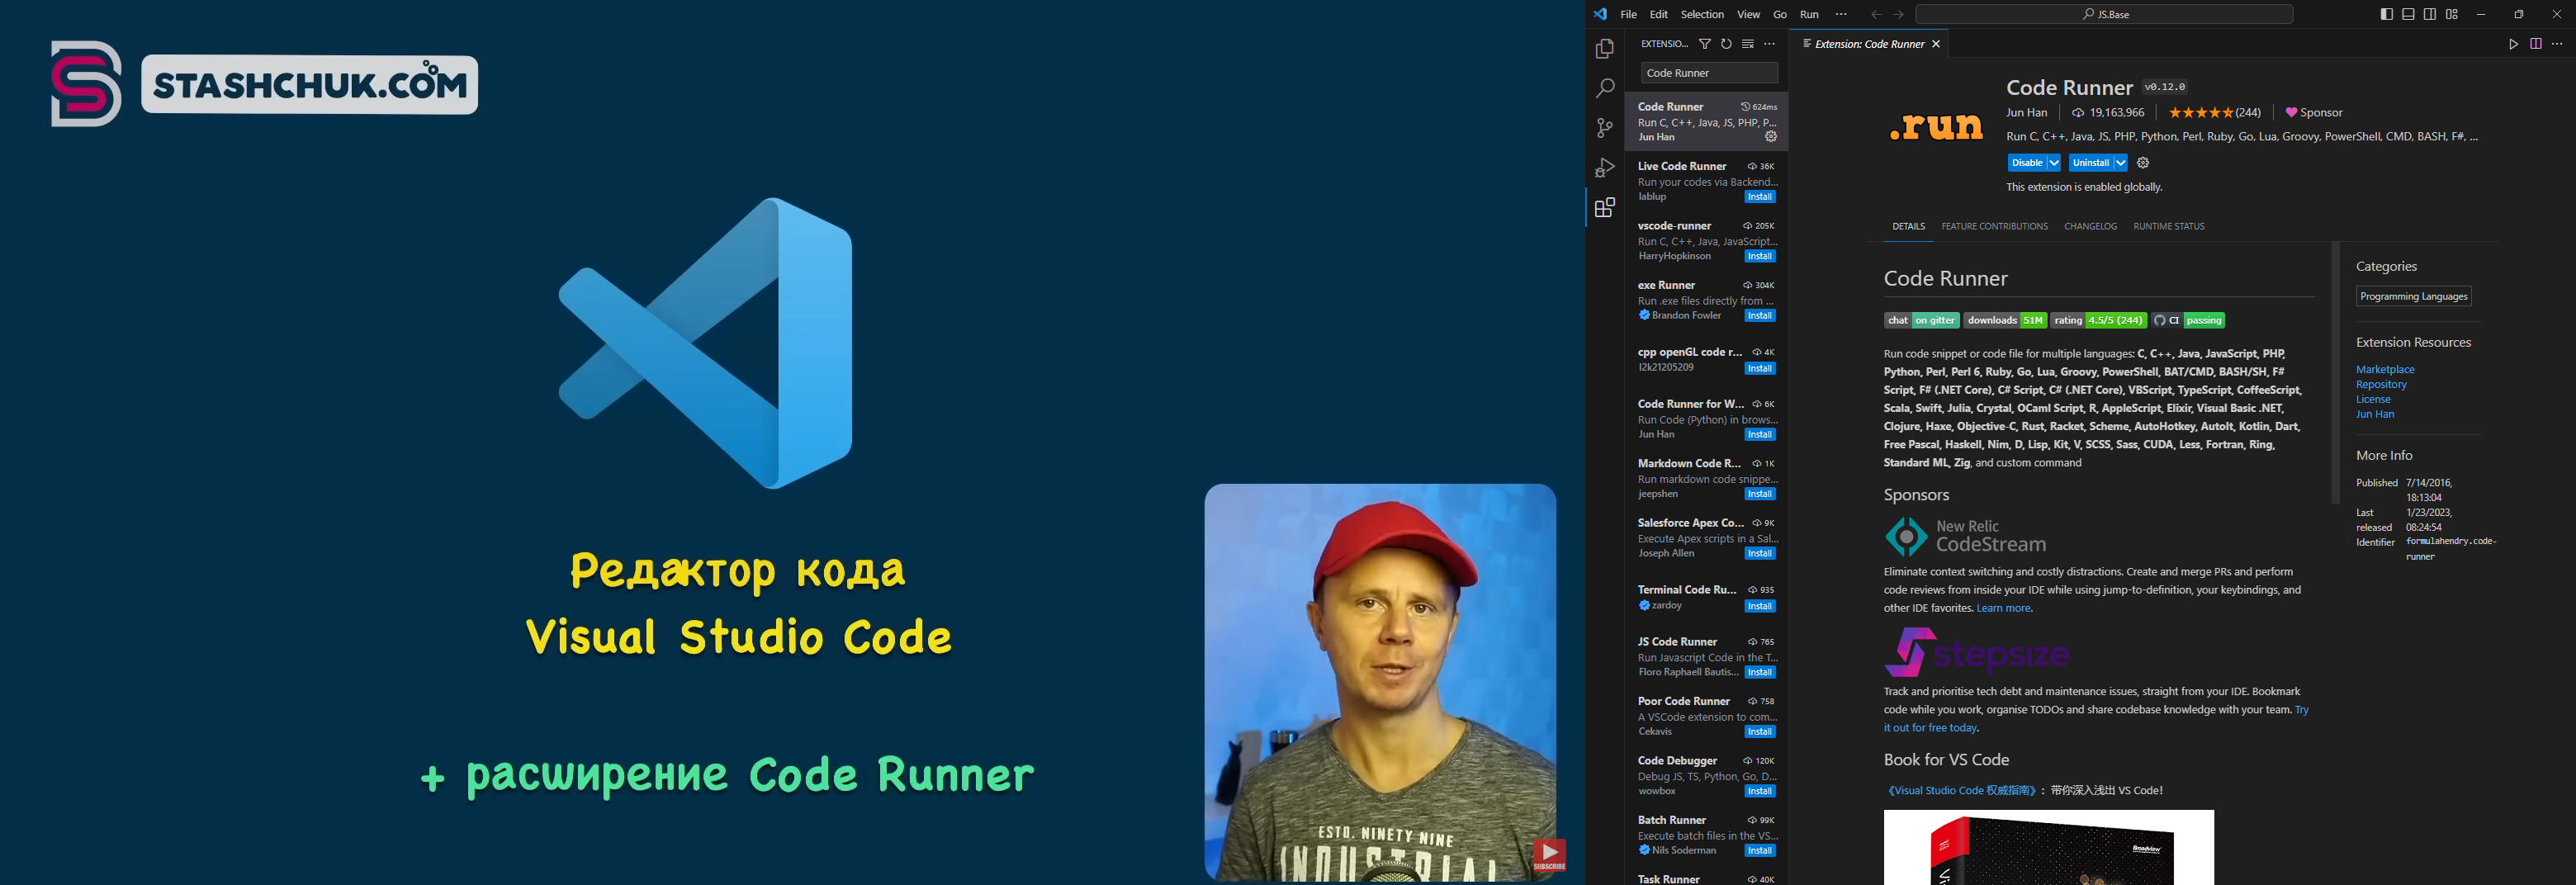 STASHCHUK.COM
Редактор кода
Visual Studio Code
+ расширение Code Runner
ESTD. NINETY NINE
INDUSTRIAL
SUBSCRIBE
File Edit Selection View Go Run ···
JS.Base
EXTENSIO...
Code Runner
Code Runner 624ms
Run C, C++, Java, JS, PHP, P...
Jun Han
Live Code Runner 36K
Run your codes via Backend...
lablup Install
vscode-runner 205K
Run C, C++, Java, JavaScript...
HarryHopkinson Install
exe Runner 304K
Run .exe files directly from ...
Brandon Fowler Install
cpp openGL code r... 4K
l2k21205209 Install
Code Runner for W... 6K
Run Code (Python) in brows...
Jun Han Install
Markdown Code R... 1K
Run markdown code snippe...
jeepshen Install
Salesforce Apex Co... 9K
Execute Apex scripts in a Sal...
Joseph Allen Install
Terminal Code Ru... 935
zardoy Install
JS Code Runner 765
Run Javascript Code in the T...
Floro Raphaell Bautis... Install
Poor Code Runner 758
A VSCode extension to com...
Cekavis Install
Code Debugger 120K
Debug JS, TS, Python, Go, D...
wowbox Install
Batch Runner 99K
Execute batch files in the VS...
Nils Soderman Install
Task Runner 40K
Extension: Code Runner
.run
Code Runner v0.12.0
Jun Han 19,163,966 (244) Sponsor
Run C, C++, Java, JS, PHP, Python, Perl, Ruby, Go, Lua, Groovy, PowerShell, CMD, BASH, F#, ...
Disable Uninstall
This extension is enabled globally.
DETAILS FEATURE CONTRIBUTIONS CHANGELOG RUNTIME STATUS
Code Runner
chat on gitter downloads 51M rating 4.5/5 (244) CI passing
Run code snippet or code file for multiple languages: C, C++, Java, JavaScript, PHP,
Python, Perl, Perl 6, Ruby, Go, Lua, Groovy, PowerShell, BAT/CMD, BASH/SH, F#
Script, F# (.NET Core), C# Script, C# (.NET Core), VBScript, TypeScript, CoffeeScript,
Scala, Swift, Julia, Crystal, OCaml Script, R, AppleScript, Elixir, Visual Basic .NET,
Clojure, Haxe, Objective-C, Rust, Racket, Scheme, AutoHotkey, AutoIt, Kotlin, Dart,
Free Pascal, Haskell, Nim, D, Lisp, Kit, V, SCSS, Sass, CUDA, Less, Fortran, Ring,
Standard ML, Zig, and custom command
Sponsors
New Relic
CodeStream
Eliminate context switching and costly distractions. Create and merge PRs and perform
code reviews from inside your IDE while using jump-to-definition, your keybindings, and
other IDE favorites. Learn more.
stepsize
Track and prioritise tech debt and maintenance issues, straight from your IDE. Bookmark
code while you work, organise TODOs and share codebase knowledge with your team. Try
it out for free today.
Book for VS Code
《Visual Studio Code 权威指南》：带你深入浅出 VS Code！
Broadview
Categories
Programming Languages
Extension Resources
Marketplace
Repository
License
Jun Han
More Info
Published 7/14/2016,
18:13:04
Last 1/23/2023,
released 08:24:54
Identifier formulahendry.code-
runner